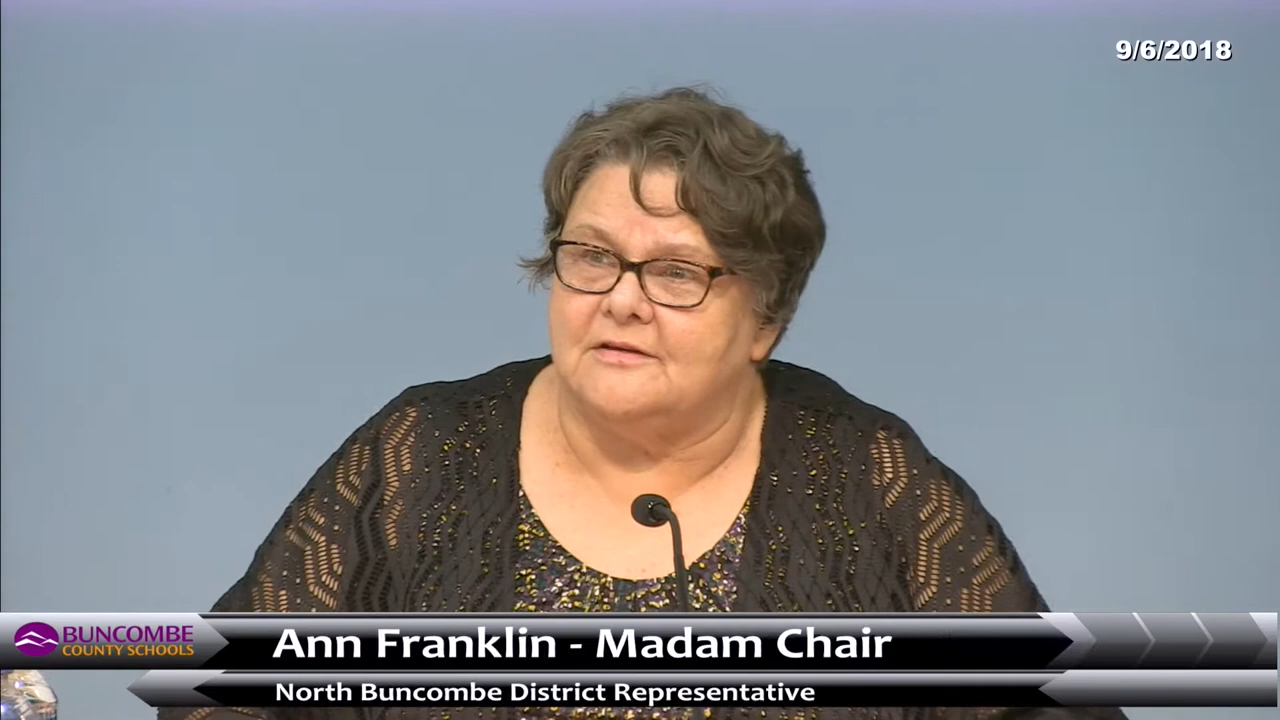 9/6/2018
BUNCOMBE
COUNTY SCHOOLS
Ann Franklin - Madam Chair
North Buncombe District Representative